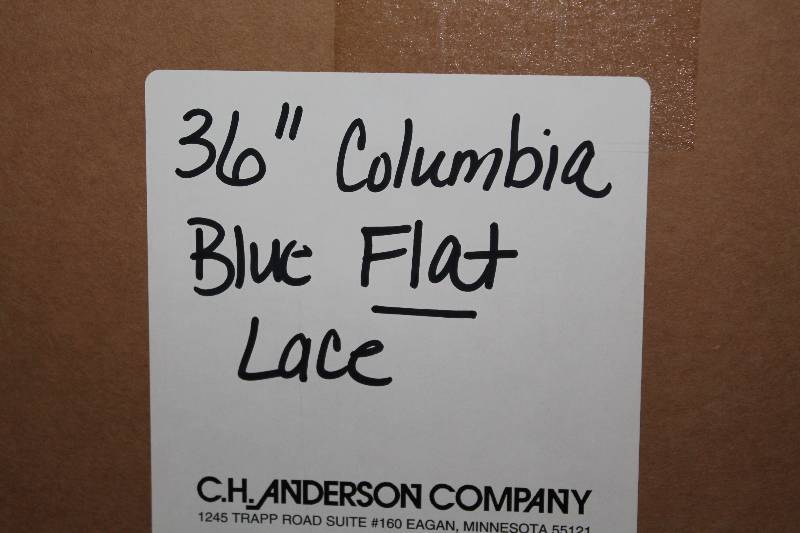 36" Columbia
Blue Flat
Lace
C.H. ANDERSON COMPANY
1245 TRAPP ROAD SUITE #160 EAGAN, MINNESOTA 55121